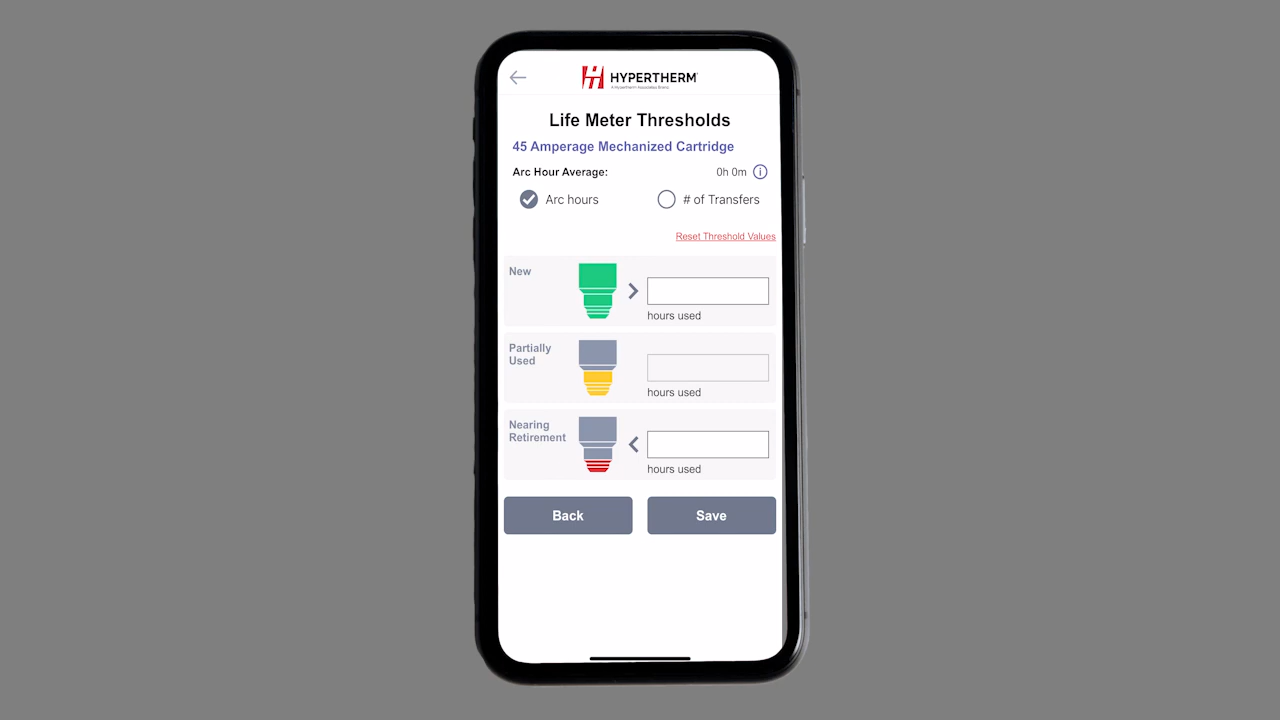 HYPERTHERM
A Hypertherm Associates Brand
Life Meter Thresholds
45 Amperage Mechanized Cartridge
Arc Hour Average: 0h 0m
Arc hours # of Transfers
Reset Threshold Values
New
hours used
Partially
Used
hours used
Nearing
Retirement
hours used
Back Save